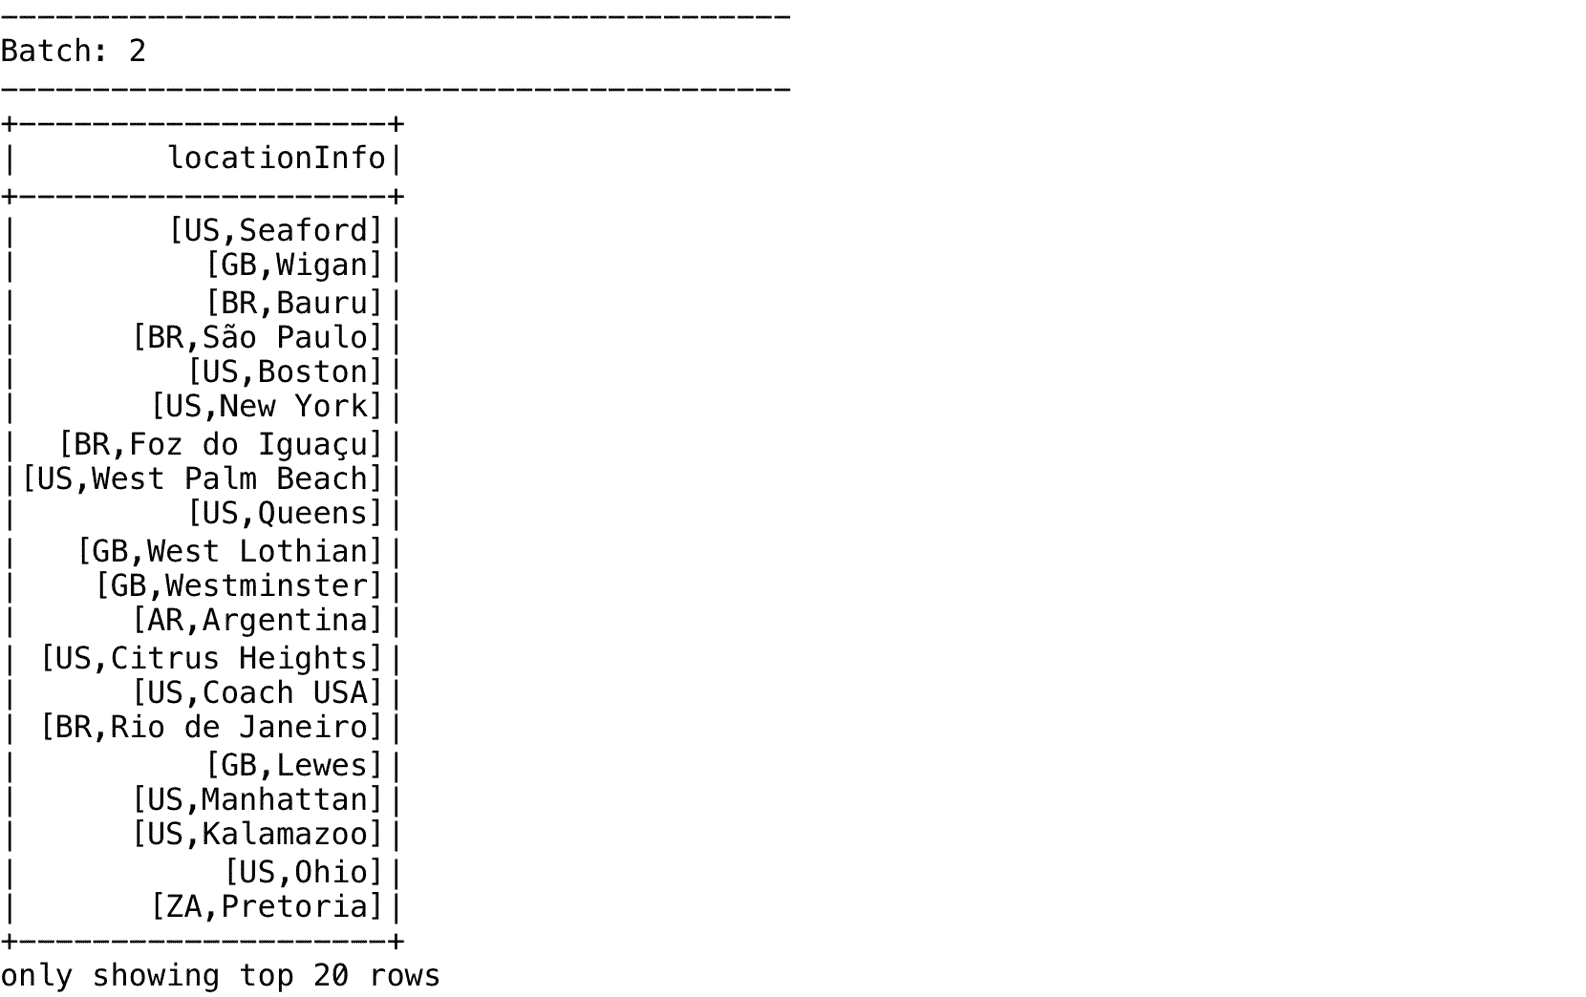 -------------------------------------------
Batch: 2
-------------------------------------------
+--------------------+
|        locationInfo|
+--------------------+
|        [US,Seaford]|
|          [GB,Wigan]|
|          [BR,Bauru]|
|      [BR,São Paulo]|
|         [US,Boston]|
|       [US,New York]|
|  [BR,Foz do Iguaçu]|
|[US,West Palm Beach]|
|         [US,Queens]|
|   [GB,West Lothian]|
|    [GB,Westminster]|
|      [AR,Argentina]|
| [US,Citrus Heights]|
|      [US,Coach USA]|
| [BR,Rio de Janeiro]|
|          [GB,Lewes]|
|      [US,Manhattan]|
|      [US,Kalamazoo]|
|           [US,Ohio]|
|       [ZA,Pretoria]|
+--------------------+
only showing top 20 rows